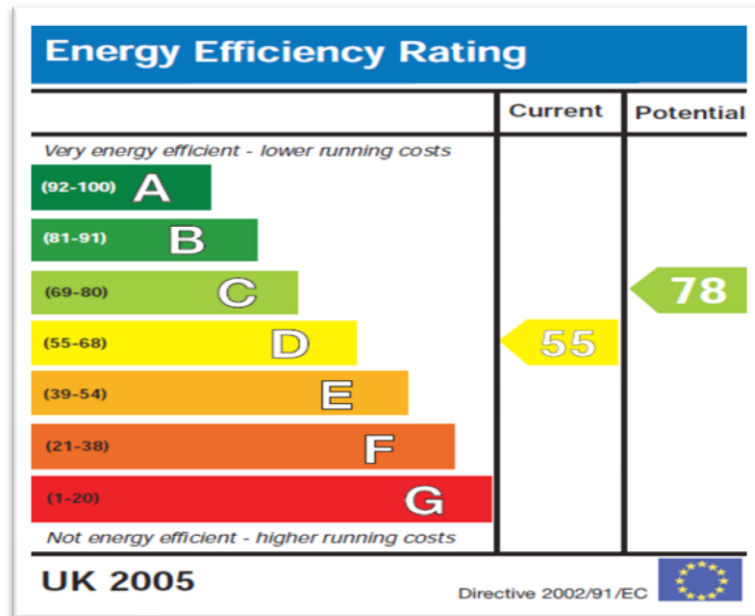 Energy Efficiency Rating
Current Potential
Very energy efficient - lower running costs
(92-100) A
(81-91) B
(69-80) C
78
(55-68) D
55
(39-54) E
(21-38) F
(1-20) G
Not energy efficient - higher running costs
UK 2005
Directive 2002/91/EC